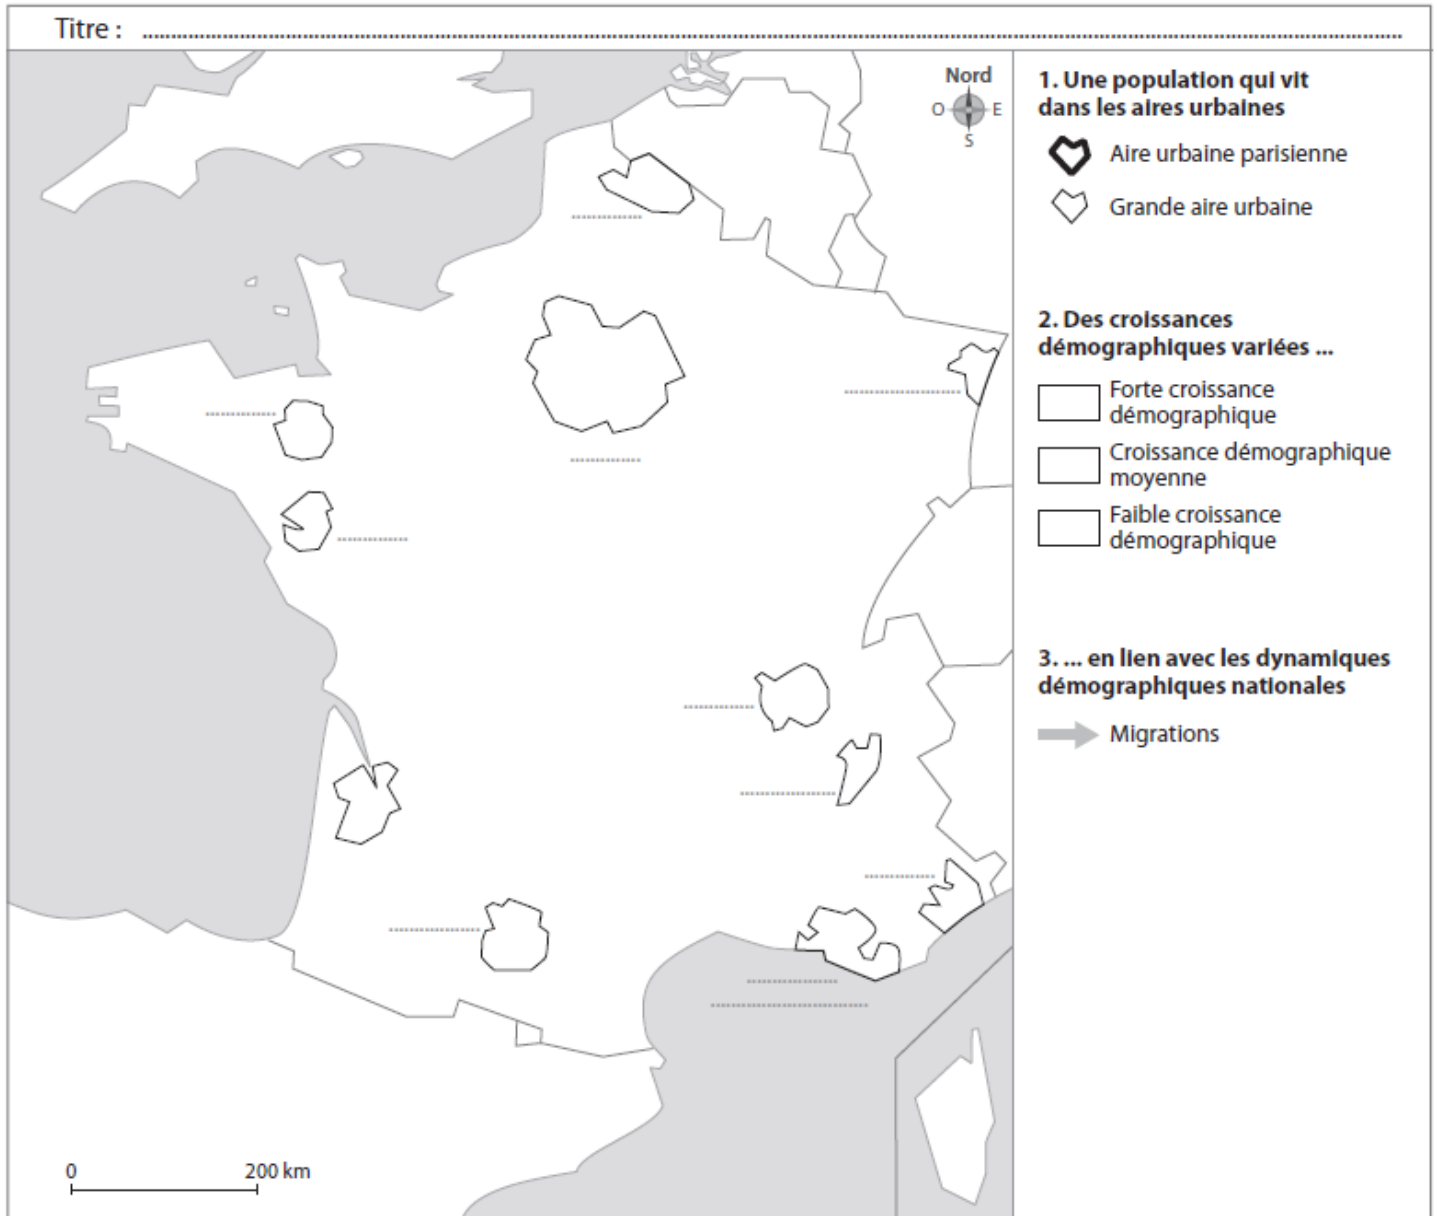 Titre : ........................................
Nord
O E
S
0 200 km
1. Une population qui vit
dans les aires urbaines
Aire urbaine parisienne
Grande aire urbaine
2. Des croissances
démographiques variées ...
Forte croissance
démographique
Croissance démographique
moyenne
Faible croissance
démographique
3. ... en lien avec les dynamiques
démographiques nationales
Migrations